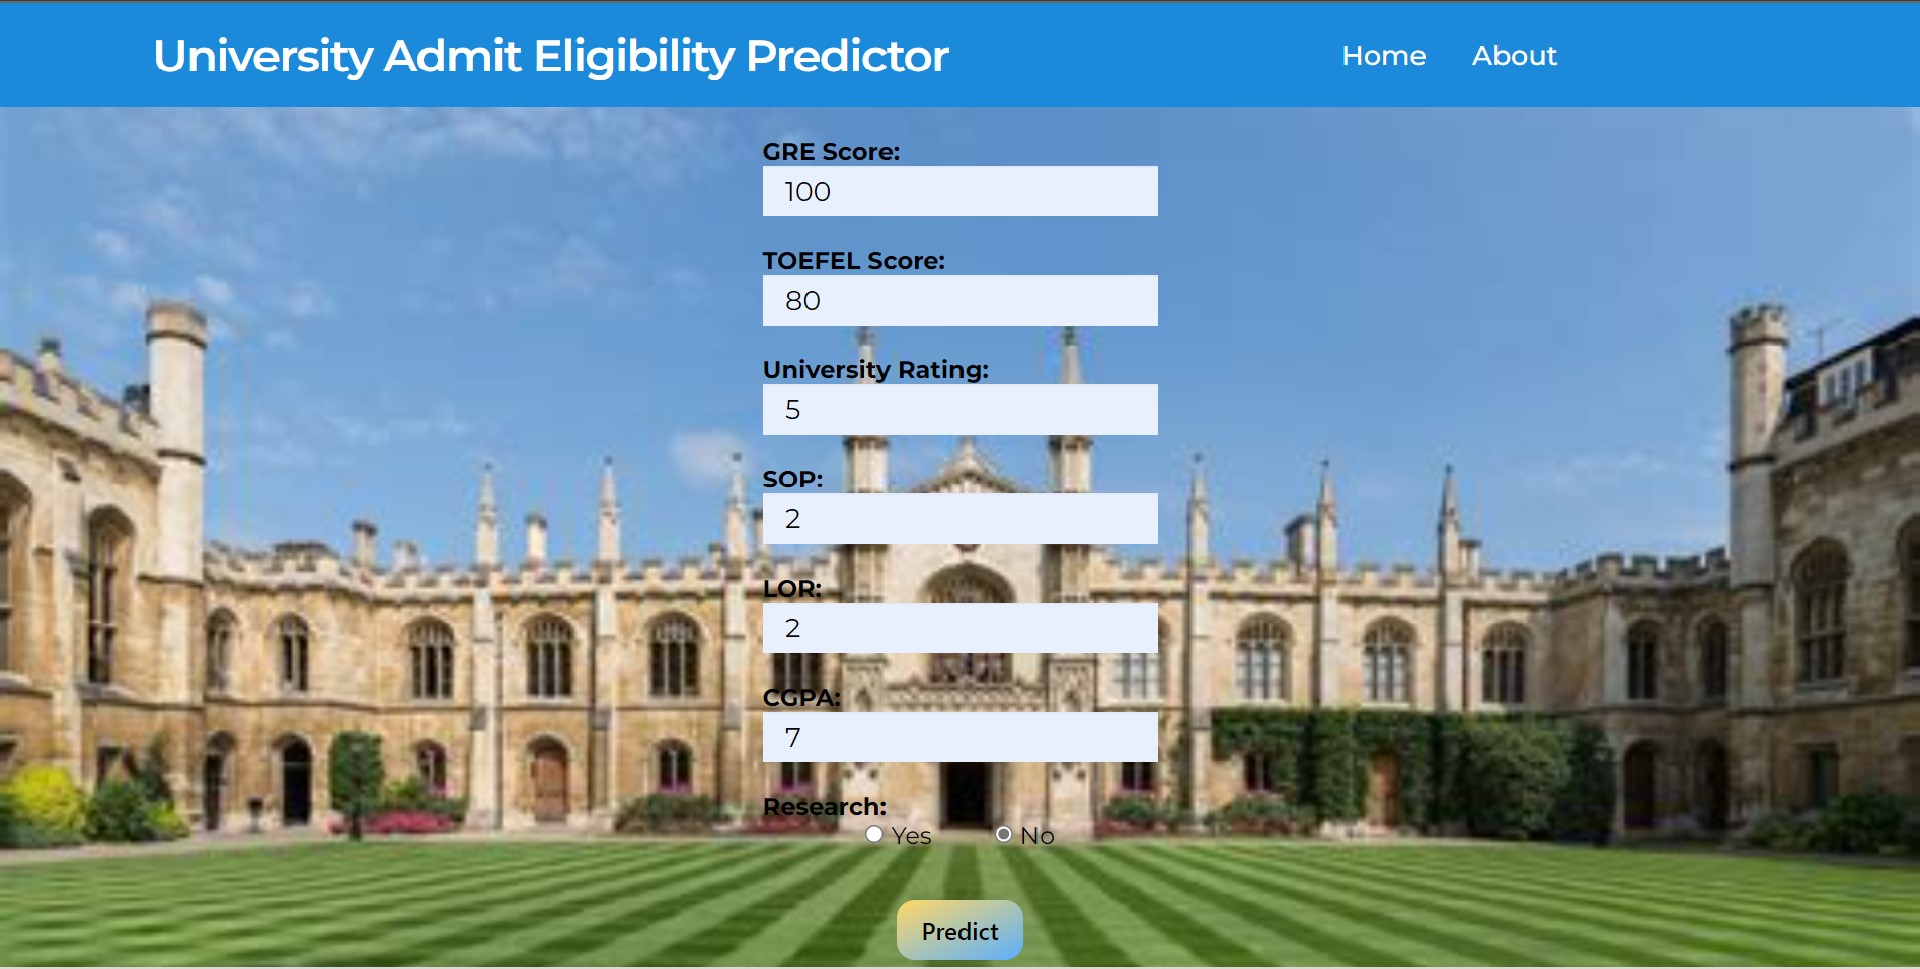 University Admit Eligibility Predictor
Home About
GRE Score:
100
TOEFEL Score:
80
University Rating:
5
SOP:
2
LOR:
2
CGPA:
7
Research:
Yes No
Predict